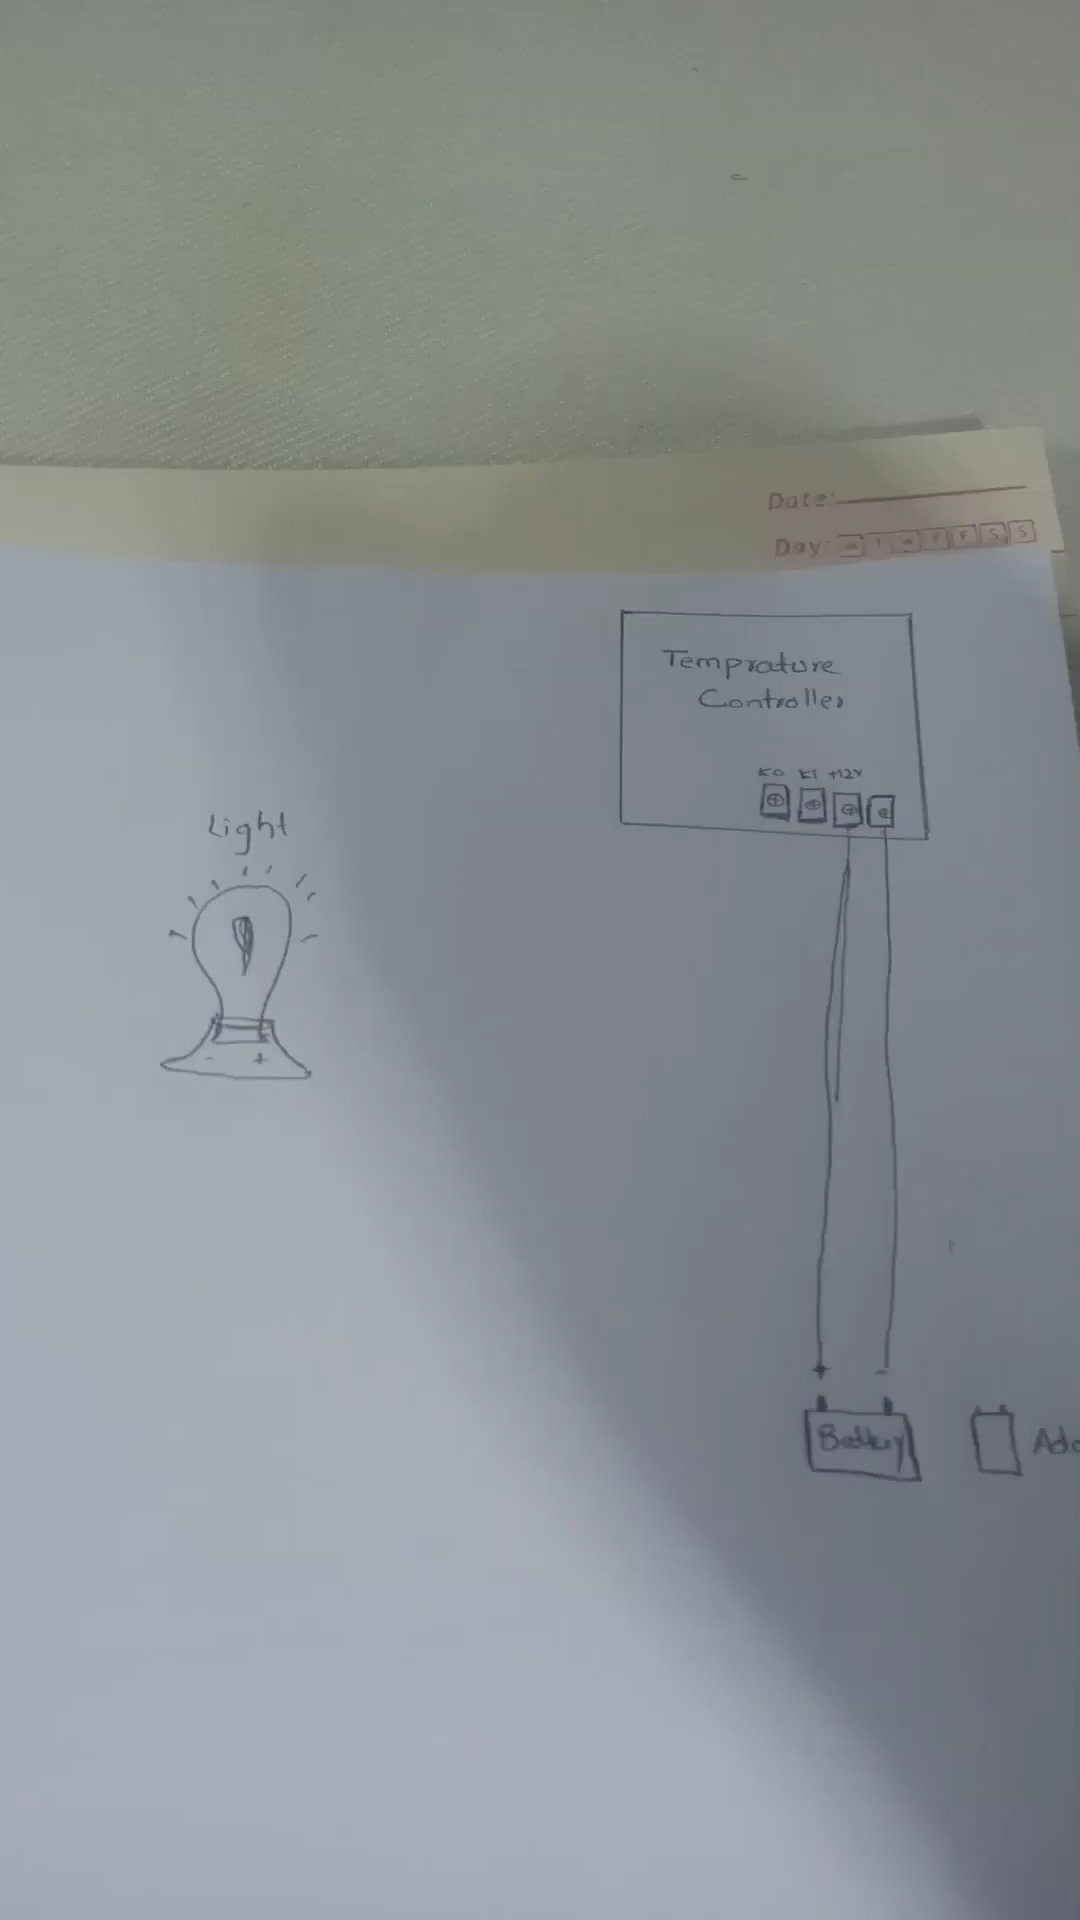 Date:
Day:
Temprature
Controller
K0 K1 +12V
Light
- +
+ -
Battery